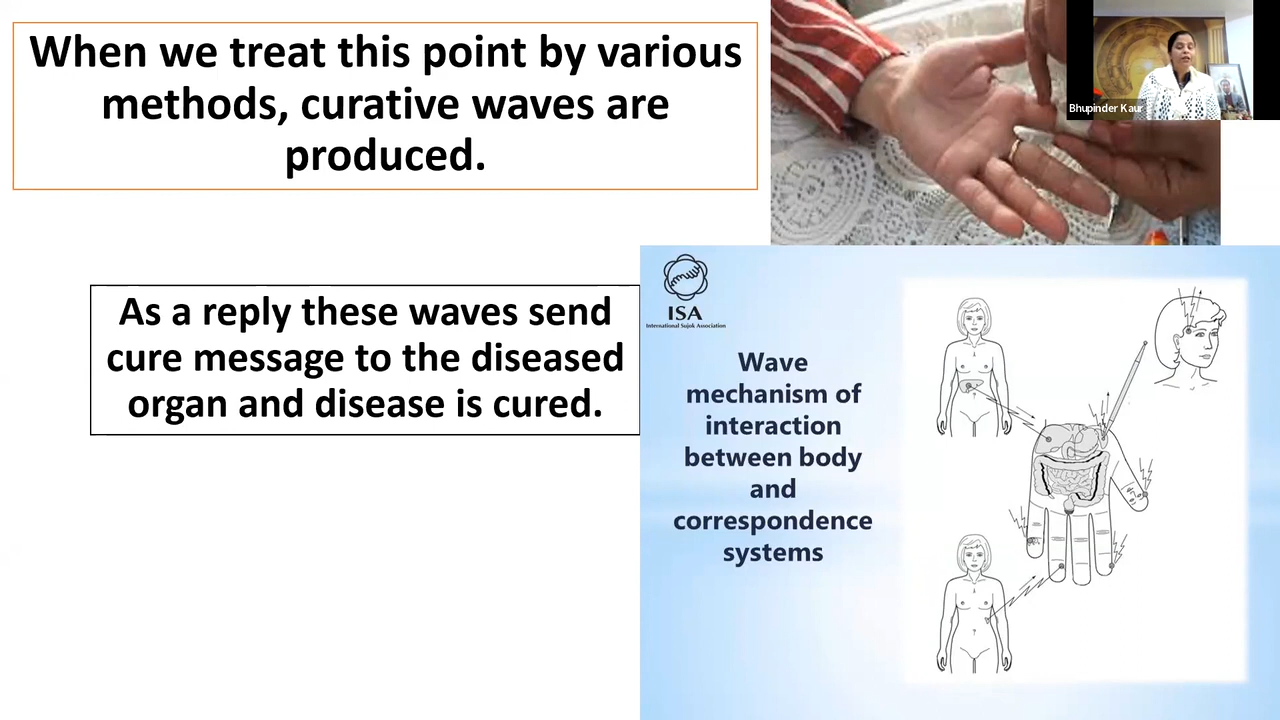 When we treat this point by various
methods, curative waves are
produced.
Bhupinder Kaur
As a reply these waves send
cure message to the diseased
organ and disease is cured.
ISA
International Sujok Association
Wave
mechanism of
interaction
between body
and
correspondence
systems